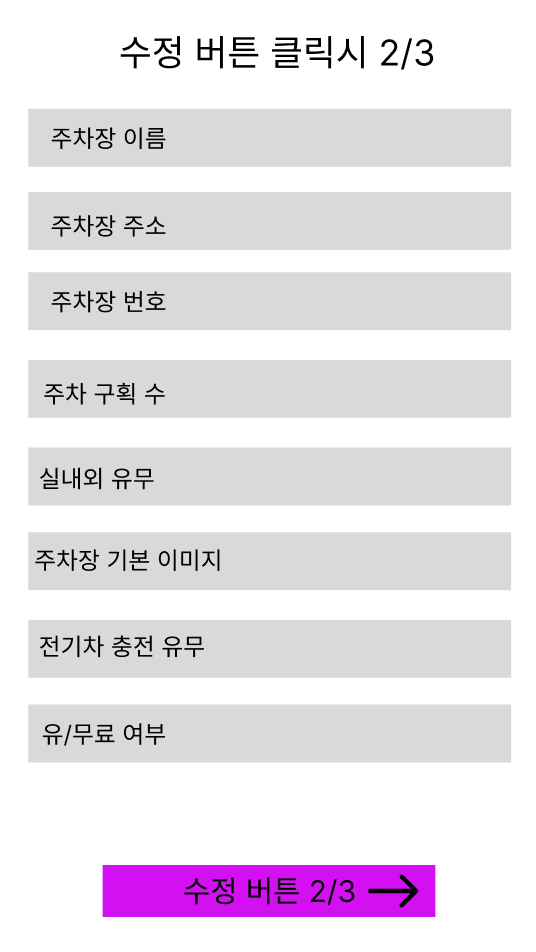 수정 버튼 클릭시 2/3
주차장 이름
주차장 주소
주차장 번호
주차 구획 수
실내외 유무
주차장 기본 이미지
전기차 충전 유무
유/무료 여부
수정 버튼 2/3